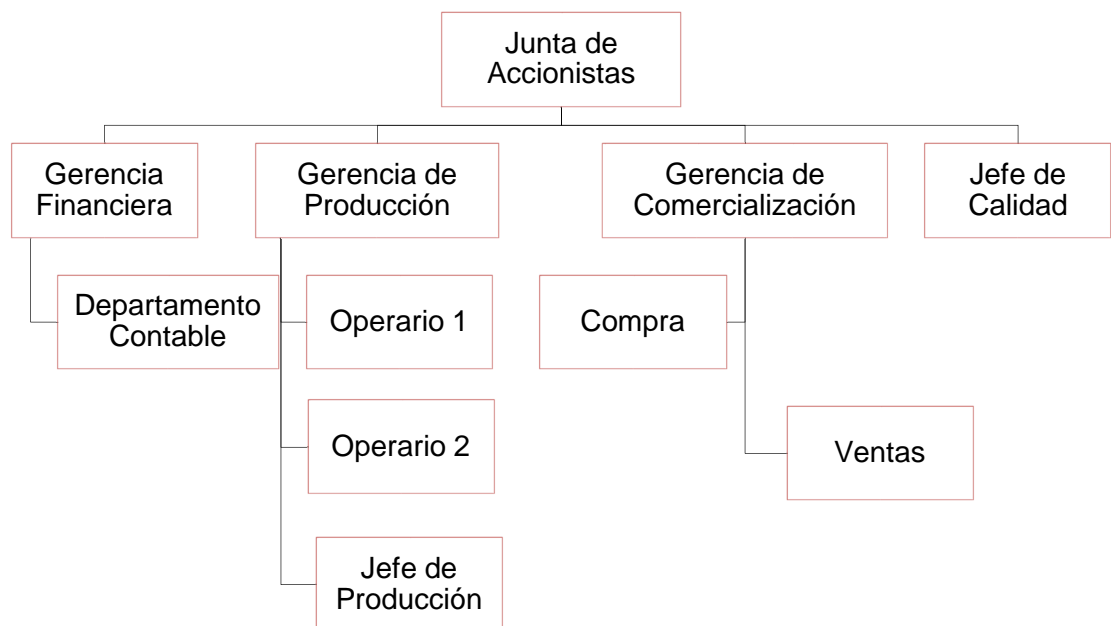 Junta de
Accionistas
Gerencia
Financiera
Gerencia de
Producción
Gerencia de
Comercialización
Jefe de
Calidad
Departamento
Contable
Operario 1
Compra
Operario 2
Ventas
Jefe de
Producción